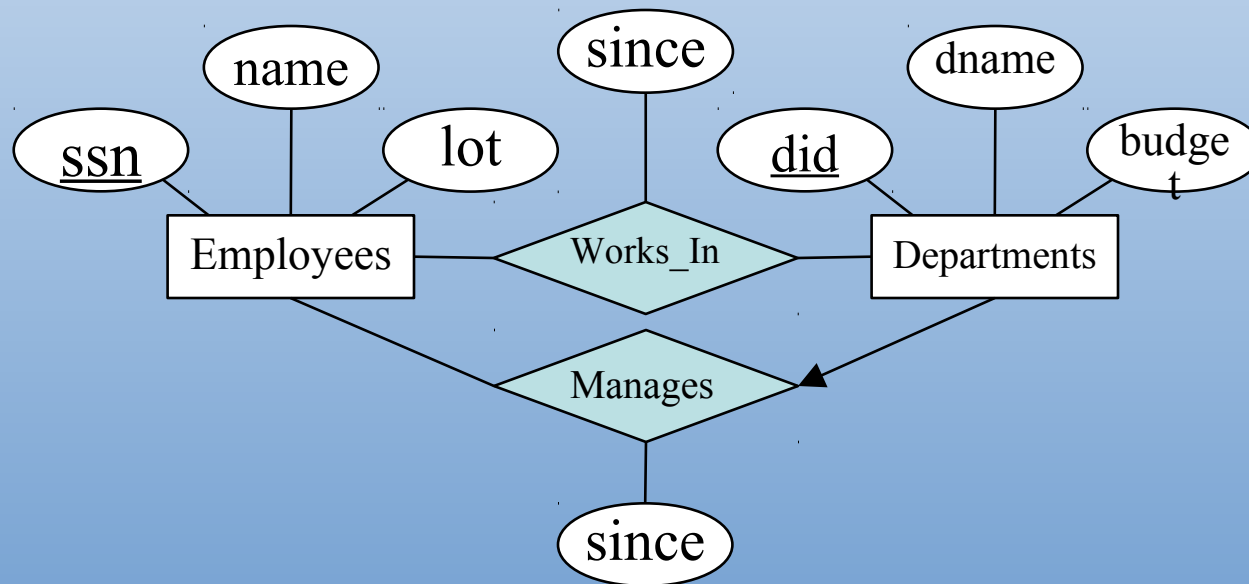 since
dname
name
ssn
lot
did
budge
t
Employees
Works_In
Departments
Manages
since